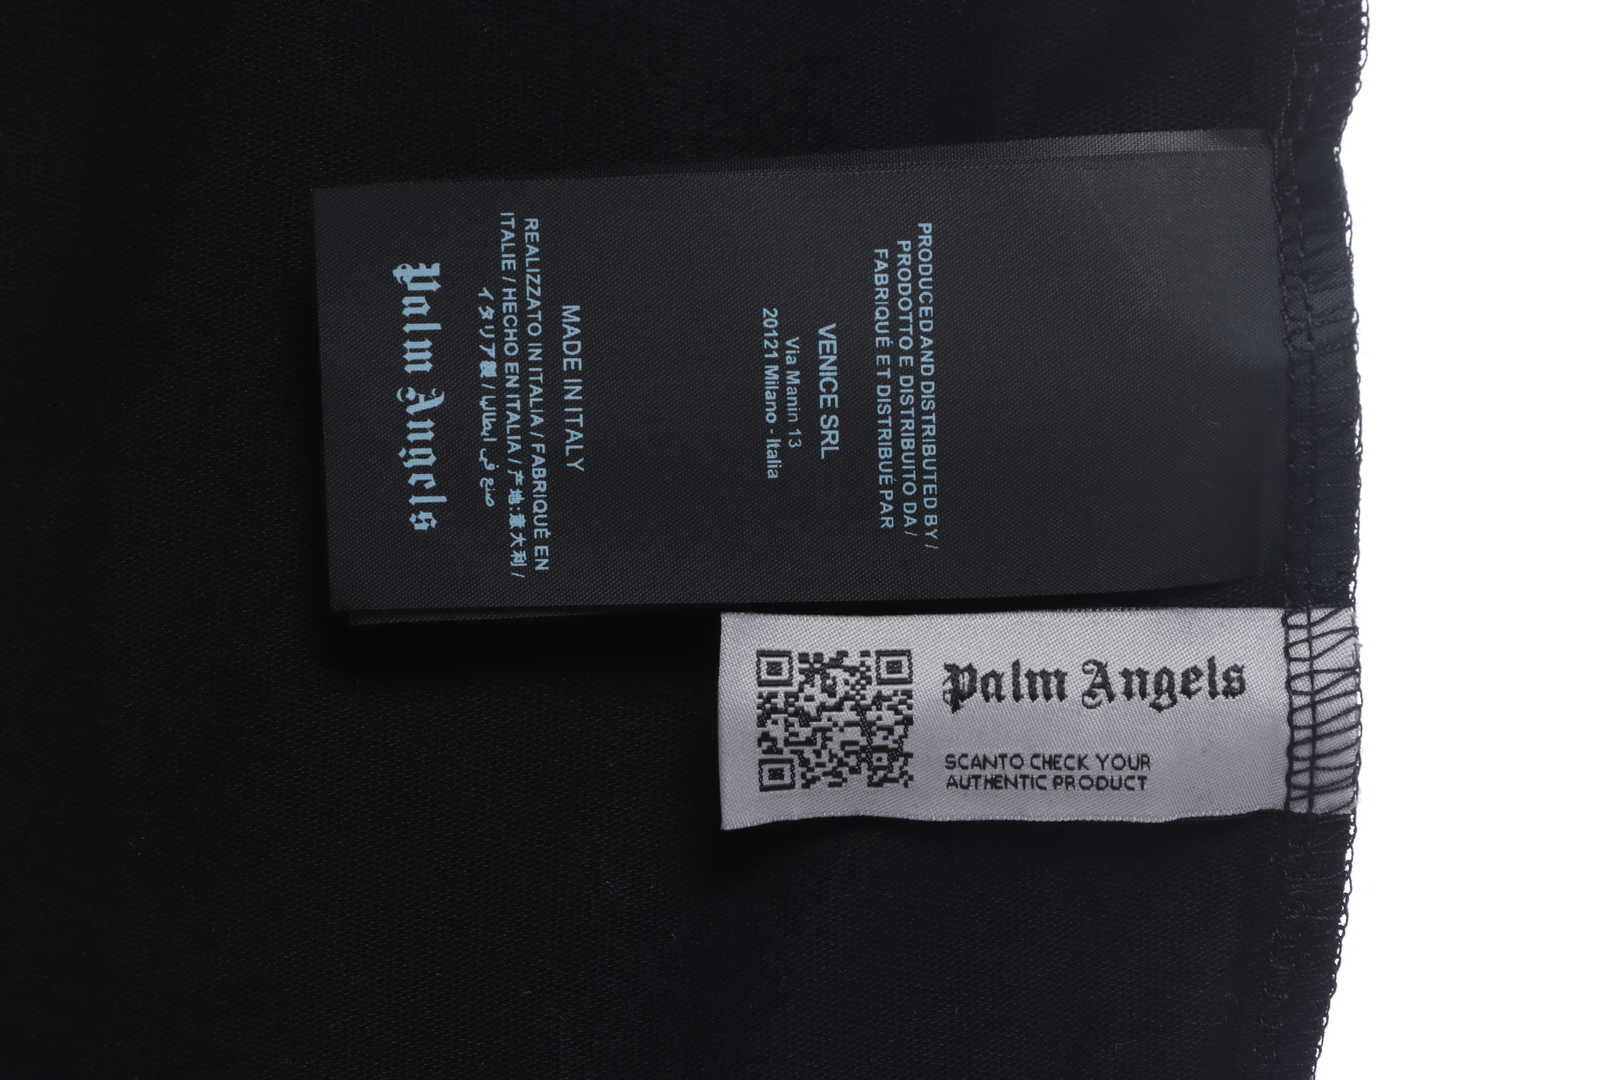 PRODUCED AND DISTRIBUTED BY /
PRODOTTO E DISTRIBUITO DA /
FABRIQUÉ ET DISTRIBUÉ PAR
VENICE SRL
Via Manin 13
20121 Milano - Italia
MADE IN ITALY
REALIZZATO IN ITALIA / FABRIQUÉ EN
ITALIE / HECHO EN ITALIA / 产地:意大利 /
イタリア製 / صنع في ايطاليا
Palm Angels
Palm Angels
SCANTO CHECK YOUR
AUTHENTIC PRODUCT